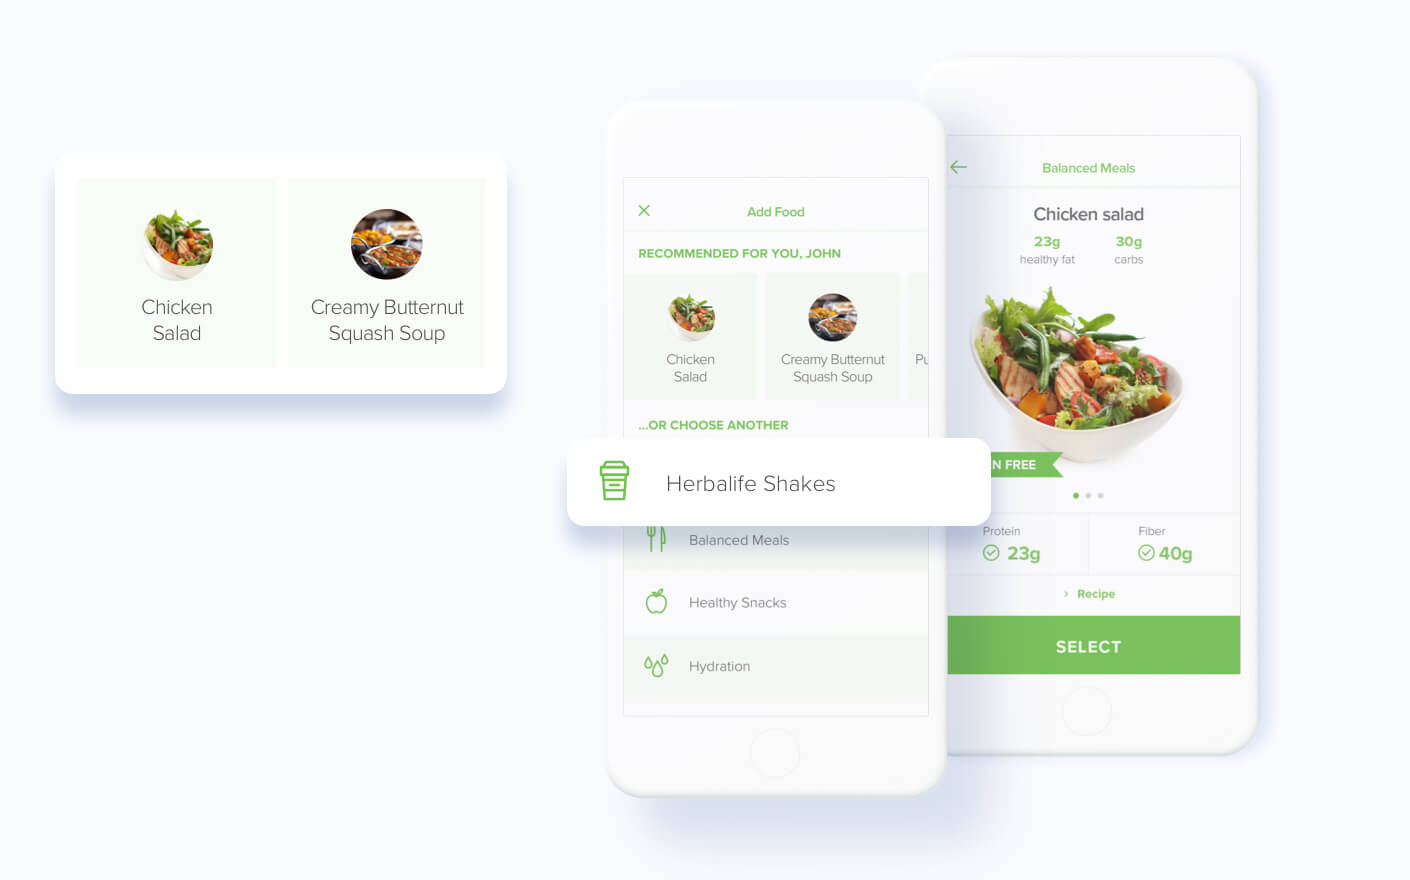 Chicken
Salad
Creamy Butternut
Squash Soup
Add Food
RECOMMENDED FOR YOU, JOHN
Chicken
Salad
Creamy Butternut
Squash Soup
Pu
...OR CHOOSE ANOTHER
Herbalife Shakes
Balanced Meals
Healthy Snacks
Hydration
Balanced Meals
Chicken salad
23g
healthy fat
30g
carbs
N FREE
Protein
23g
Fiber
40g
› Recipe
SELECT